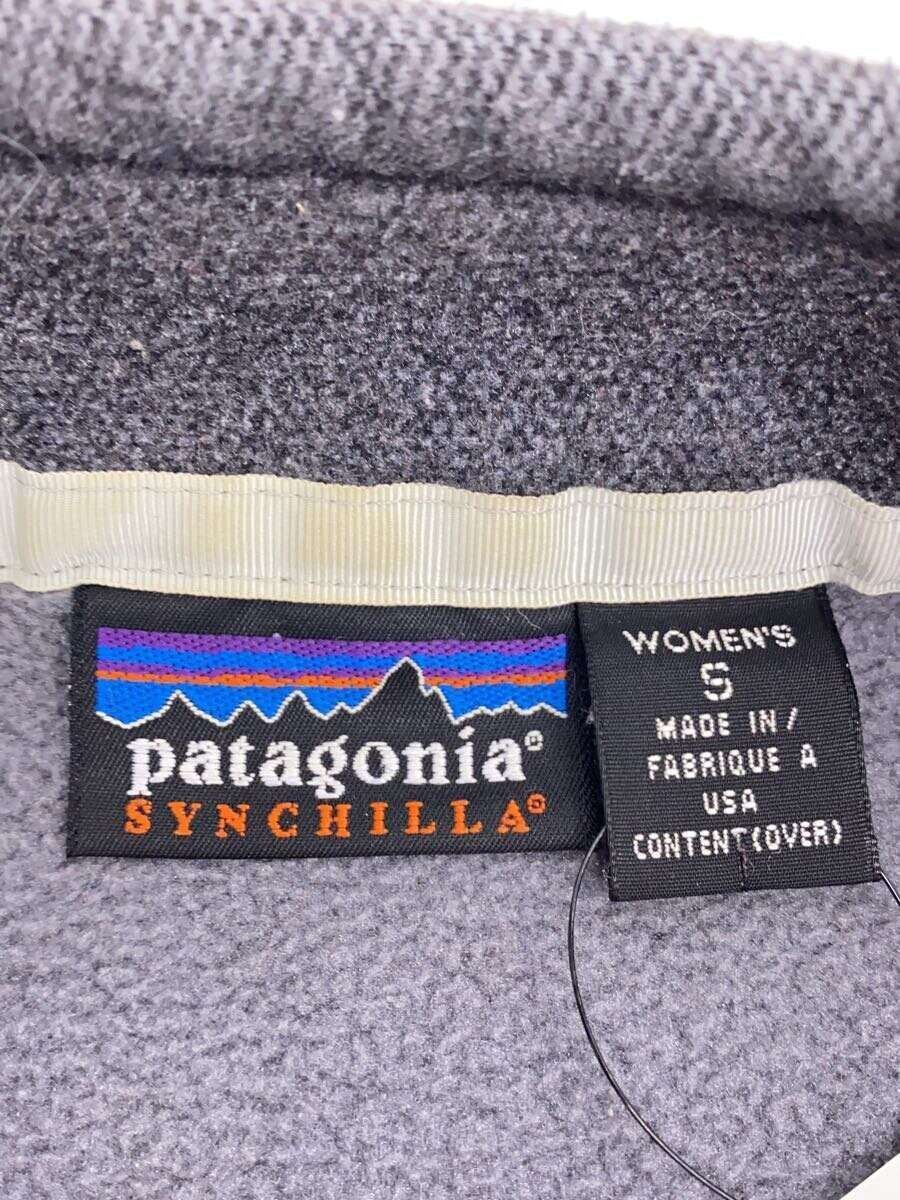 patagonia®
SYNCHILLA®
WOMEN'S
S
MADE IN/
FABRIQUE A
USA
CONTENT(OVER)